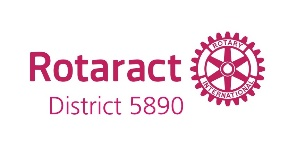 Rotaract
District 5890
ROTARY
INTERNATIONAL